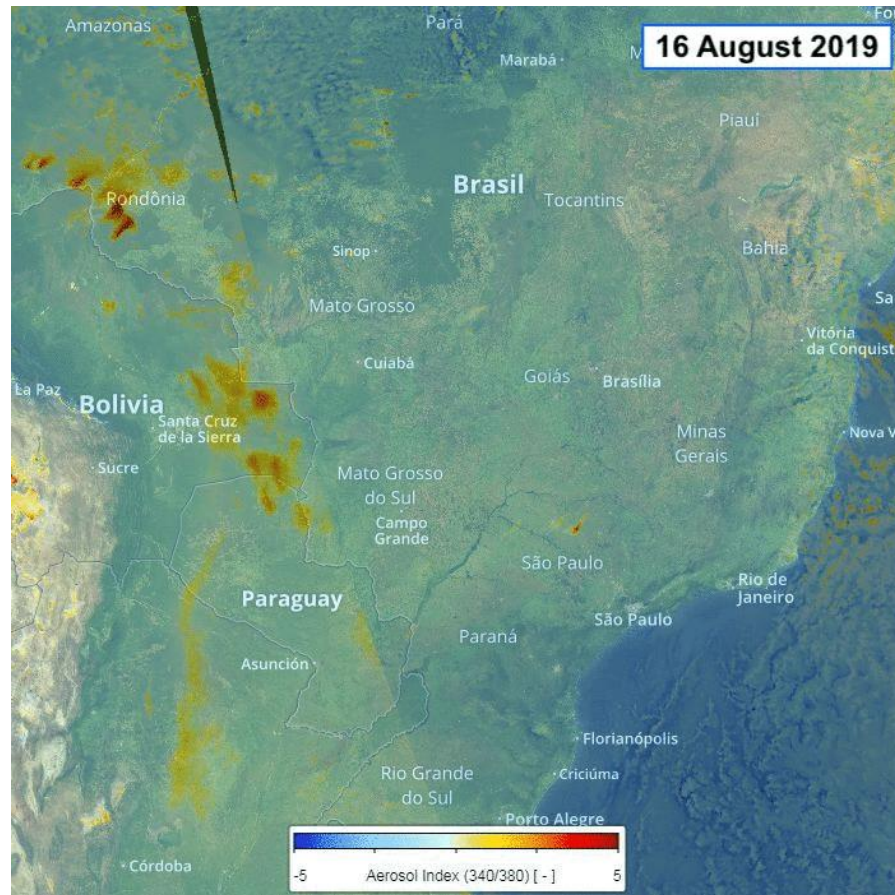 Amazonas
Pará
Marabá
16 August 2019
Piauí
Brasil
Rondônia
Tocantins
Bahia
Sinop
Mato Grosso
Vitória
da Conquist
Cuiabá
Goiás
Brasília
La Paz
Bolivia
Santa Cruz
de la Sierra
Minas
Gerais
Nova V
Sucre
Mato Grosso
do Sul
Campo
Grande
São Paulo
Rio de
Janeiro
Paraguay
São Paulo
Paraná
Asunción
Florianópolis
Rio Grande
do Sul
Criciúma
Porto Alegre
Córdoba
-5 Aerosol Index (340/380) [ - ] 5